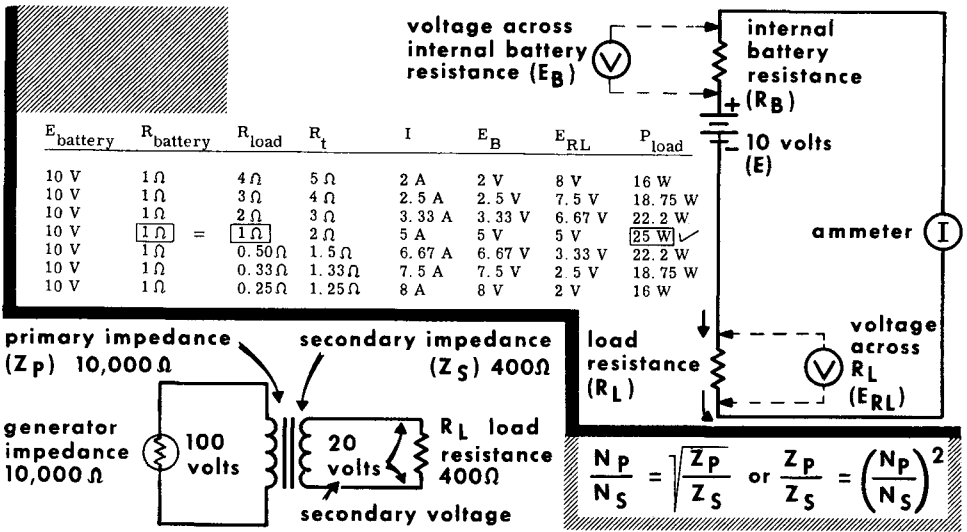 voltage across
internal battery
resistance (EB)
V
internal
battery
resistance
(RB)
+
-
10 volts
(E)
ammeter I
Ebattery Rbattery Rload Rt I EB ERL Pload
10 V 1Ω 4Ω 5Ω 2 A 2 V 8 V 16 W
10 V 1Ω 3Ω 4Ω 2.5 A 2.5 V 7.5 V 18.75 W
10 V 1Ω 2Ω 3Ω 3.33 A 3.33 V 6.67 V 22.2 W
10 V 1Ω = 1Ω 2Ω 5 A 5 V 5 V 25 W ✓
10 V 1Ω 0.50Ω 1.5Ω 6.67 A 6.67 V 3.33 V 22.2 W
10 V 1Ω 0.33Ω 1.33Ω 7.5 A 7.5 V 2.5 V 18.75 W
10 V 1Ω 0.25Ω 1.25Ω 8 A 8 V 2 V 16 W
load
resistance
(RL)
V
voltage
across
RL
(ERL)
primary impedance
(ZP) 10,000Ω
secondary impedance
(ZS) 400Ω
generator
impedance
10,000Ω
100
volts
20
volts
RL load
resistance
400Ω
secondary voltage
NP/NS = √(ZP/ZS) or ZP/ZS = (NP/NS)²